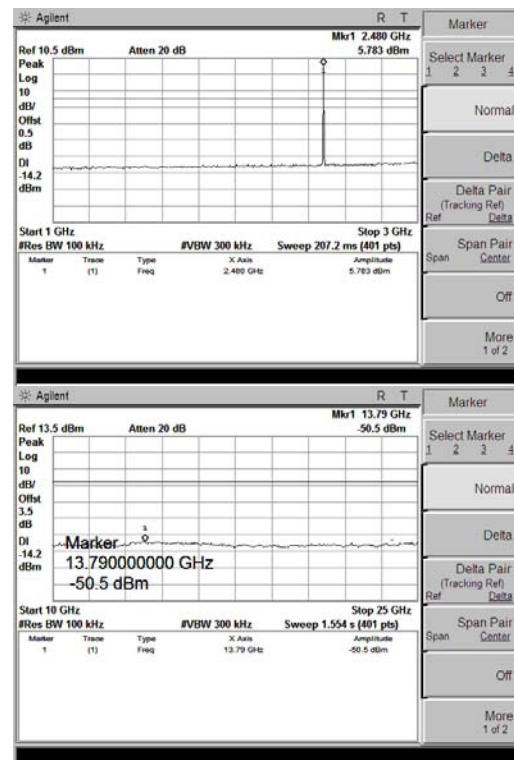 Agilent R T
Mkr1 2.480 GHz
Ref 10.5 dBm Atten 20 dB 5.783 dBm
Peak
Log
10
dB/
Offst
0.5
dB
DI
-14.2
dBm
1
Start 1 GHz Stop 3 GHz
#Res BW 100 kHz #VBW 300 kHz Sweep 207.2 ms (401 pts)
Marker Trace Type X Axis Amplitude
1 (1) Freq 2.480 GHz 5.783 dBm
Marker
Select Marker
1 2 3 4
Normal
Delta
Delta Pair
(Tracking Ref)
Ref Delta
Span Pair
Span Center
Off
More
1 of 2
Agilent R T
Mkr1 13.79 GHz
Ref 13.5 dBm Atten 20 dB -50.5 dBm
Peak
Log
10
dB/
Offst
3.5
dB
DI
-14.2
dBm
1
Marker
13.790000000 GHz
-50.5 dBm
Start 10 GHz Stop 25 GHz
#Res BW 100 kHz #VBW 300 kHz Sweep 1.554 s (401 pts)
Marker Trace Type X Axis Amplitude
1 (1) Freq 13.79 GHz -50.5 dBm
Marker
Select Marker
1 2 3 4
Normal
Delta
Delta Pair
(Tracking Ref)
Ref Delta
Span Pair
Span Center
Off
More
1 of 2